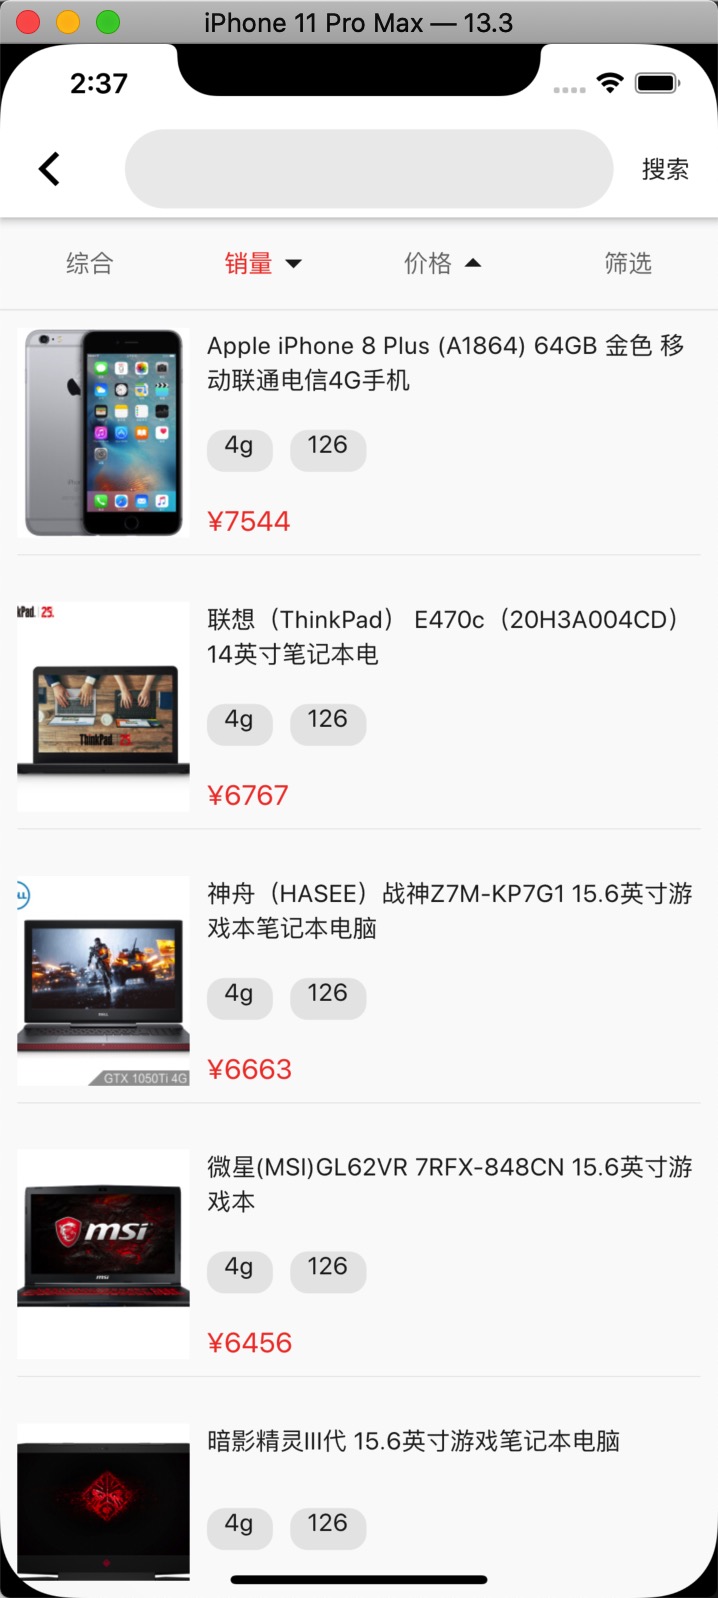 iPhone 11 Pro Max — 13.3
2:37
搜索
综合
销量
价格
筛选
Apple iPhone 8 Plus (A1864) 64GB 金色 移
动联通电信4G手机
4g
126
¥7544
kPad. 25.
联想（ThinkPad） E470c（20H3A004CD）
14英寸笔记本电
ThinkPad 25
4g
126
¥6767
神舟（HASEE）战神Z7M-KP7G1 15.6英寸游
戏本笔记本电脑
4g
126
GTX 1050Ti 4G
¥6663
微星(MSI)GL62VR 7RFX-848CN 15.6英寸游
戏本
msi
msi
4g
126
¥6456
暗影精灵III代 15.6英寸游戏笔记本电脑
4g
126